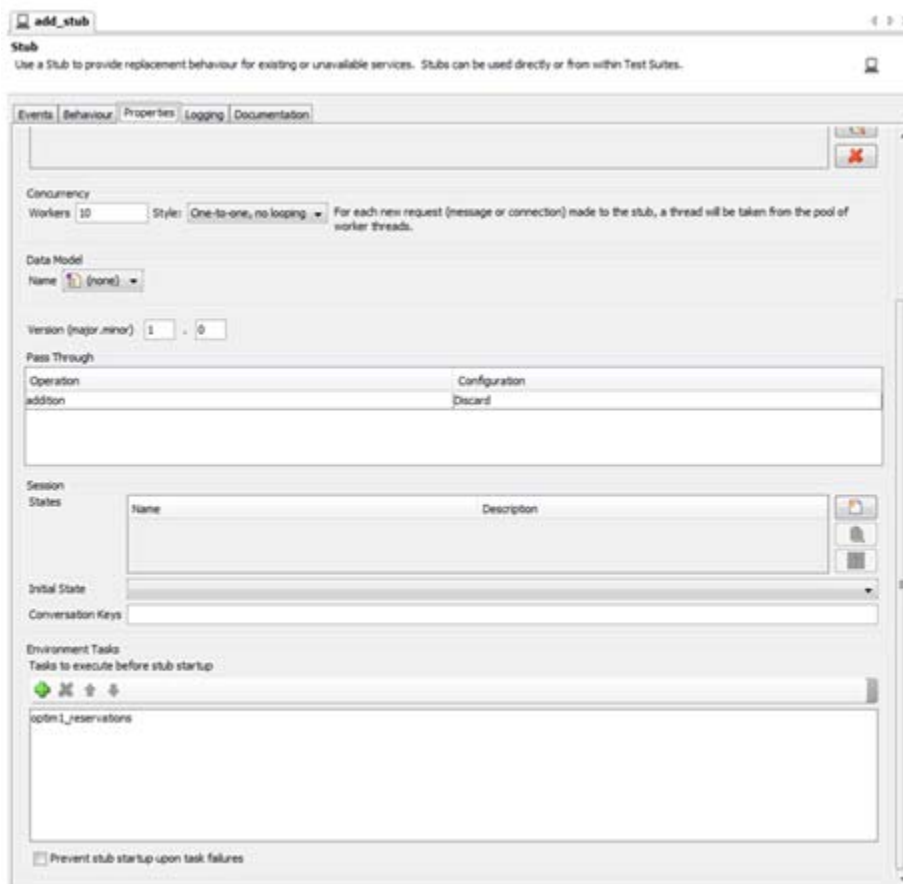 add_stub
Stub
Use a Stub to provide replacement behaviour for existing or unavailable services. Stubs can be used directly or from within Test Suites.
Events Behaviour Properties Logging Documentation
Concurrency
Workers 10 Style: One-to-one, no looping For each new request (message or connection) made to the stub, a thread will be taken from the pool of
worker threads.
Data Model
Name (none)
Version (major.minor) 1 . 0
Pass Through
Operation Configuration
addition Discard
Session
States
Name Description
Initial State
Conversation Keys
Environment Tasks
Tasks to execute before stub startup
optim1_reservations
Prevent stub startup upon task failures